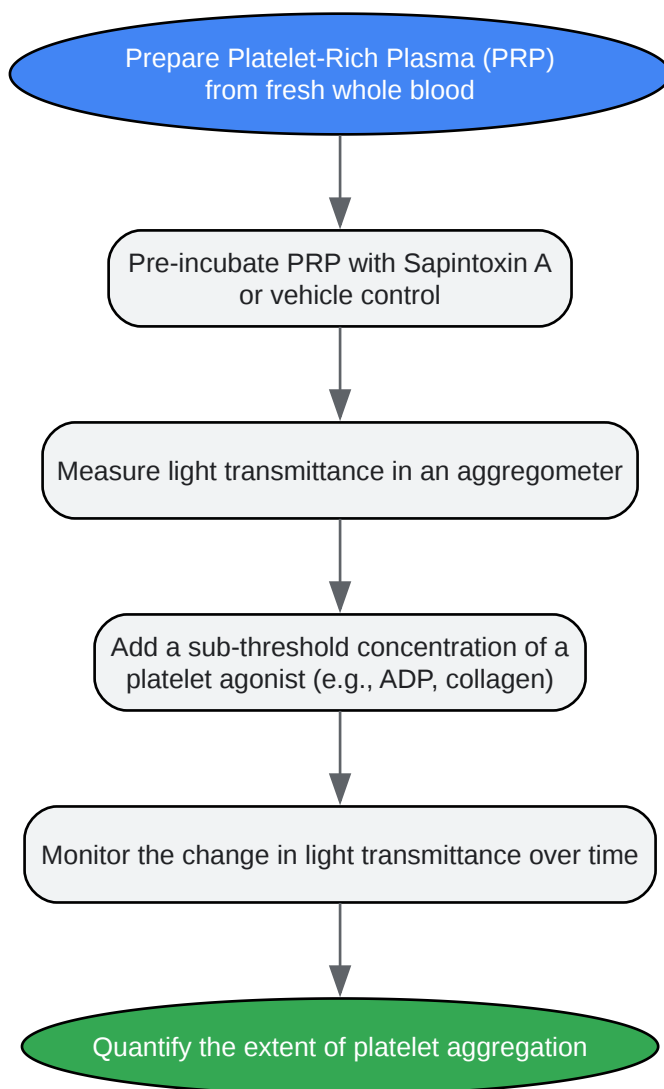 Prepare Platelet-Rich Plasma (PRP)
from fresh whole blood
Pre-incubate PRP with Sapintoxin A
or vehicle control
Measure light transmittance in an aggregometer
Add a sub-threshold concentration of a
platelet agonist (e.g., ADP, collagen)
Monitor the change in light transmittance over time
Quantify the extent of platelet aggregation